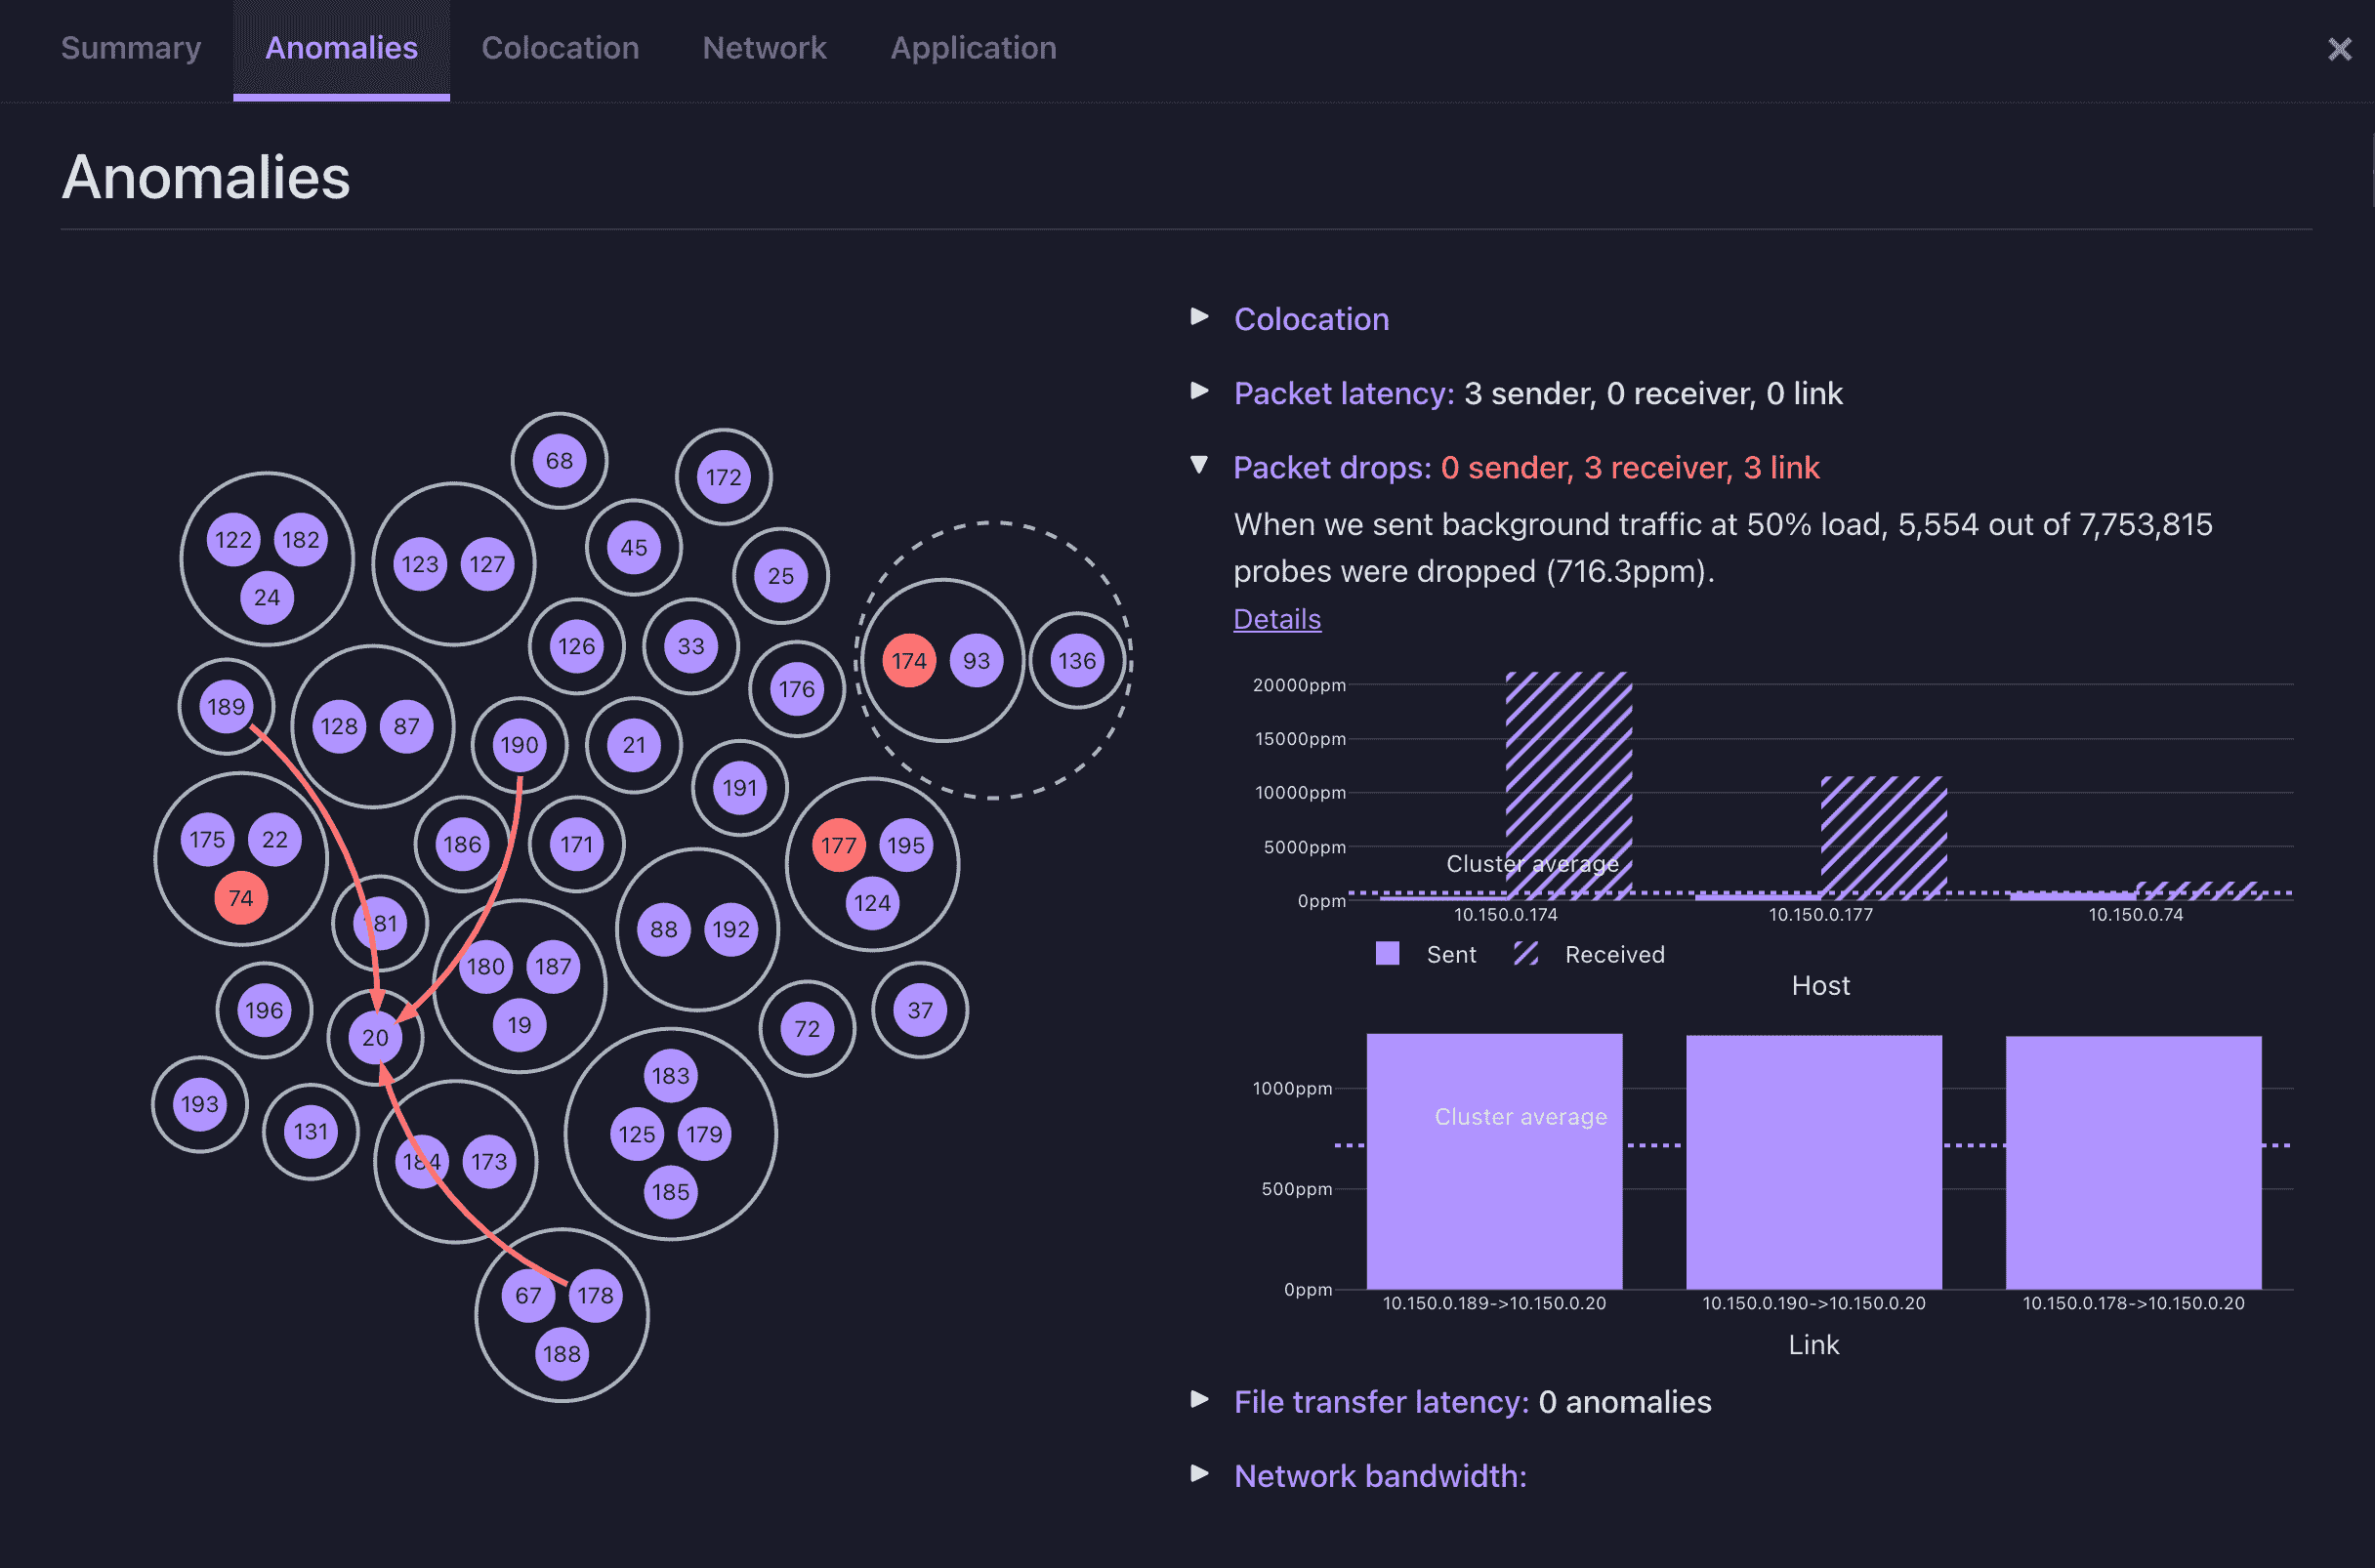 Summary Anomalies Colocation Network Application ×
Anomalies
68
172
122 182
24
123 127
45
25
126
33
174 93
136
176
189
128 87
190
21
191
175 22
74
186
171
177 195
124
181
88 192
180 187
19
196
20
72
37
183
125 179
185
193
131
184 173
67 178
188
Colocation
Packet latency: 3 sender, 0 receiver, 0 link
Packet drops: 0 sender, 3 receiver, 3 link
When we sent background traffic at 50% load, 5,554 out of 7,753,815
probes were dropped (716.3ppm).
Details
20000ppm
15000ppm
10000ppm
5000ppm
Cluster average
0ppm
10.150.0.174 10.150.0.177 10.150.0.74
Sent Received
Host
1000ppm
Cluster average
500ppm
0ppm
10.150.0.189->10.150.0.20 10.150.0.190->10.150.0.20 10.150.0.178->10.150.0.20
Link
File transfer latency: 0 anomalies
Network bandwidth: